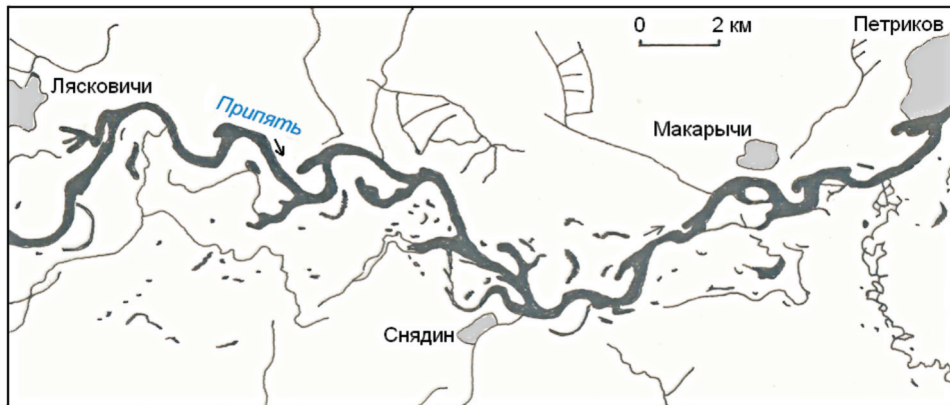 0 2 км
Петриков
Лясковичи
Припять
Макарычи
Снядин